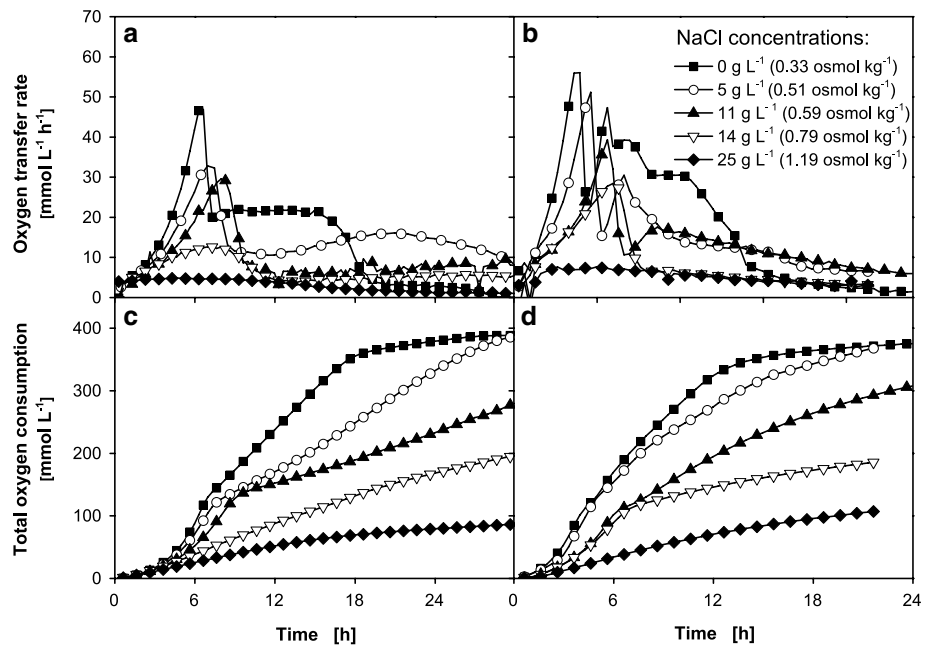 a
b
Oxygen transfer rate
[mmol L⁻¹ h⁻¹]
70
60
50
40
30
20
10
0
NaCl concentrations:
0 g L⁻¹ (0.33 osmol kg⁻¹)
5 g L⁻¹ (0.51 osmol kg⁻¹)
11 g L⁻¹ (0.59 osmol kg⁻¹)
14 g L⁻¹ (0.79 osmol kg⁻¹)
25 g L⁻¹ (1.19 osmol kg⁻¹)
c
d
Total oxygen consumption
[mmol L⁻¹]
400
300
200
100
0
0 6 12 18 24 0 6 12 18 24
Time [h] Time [h]